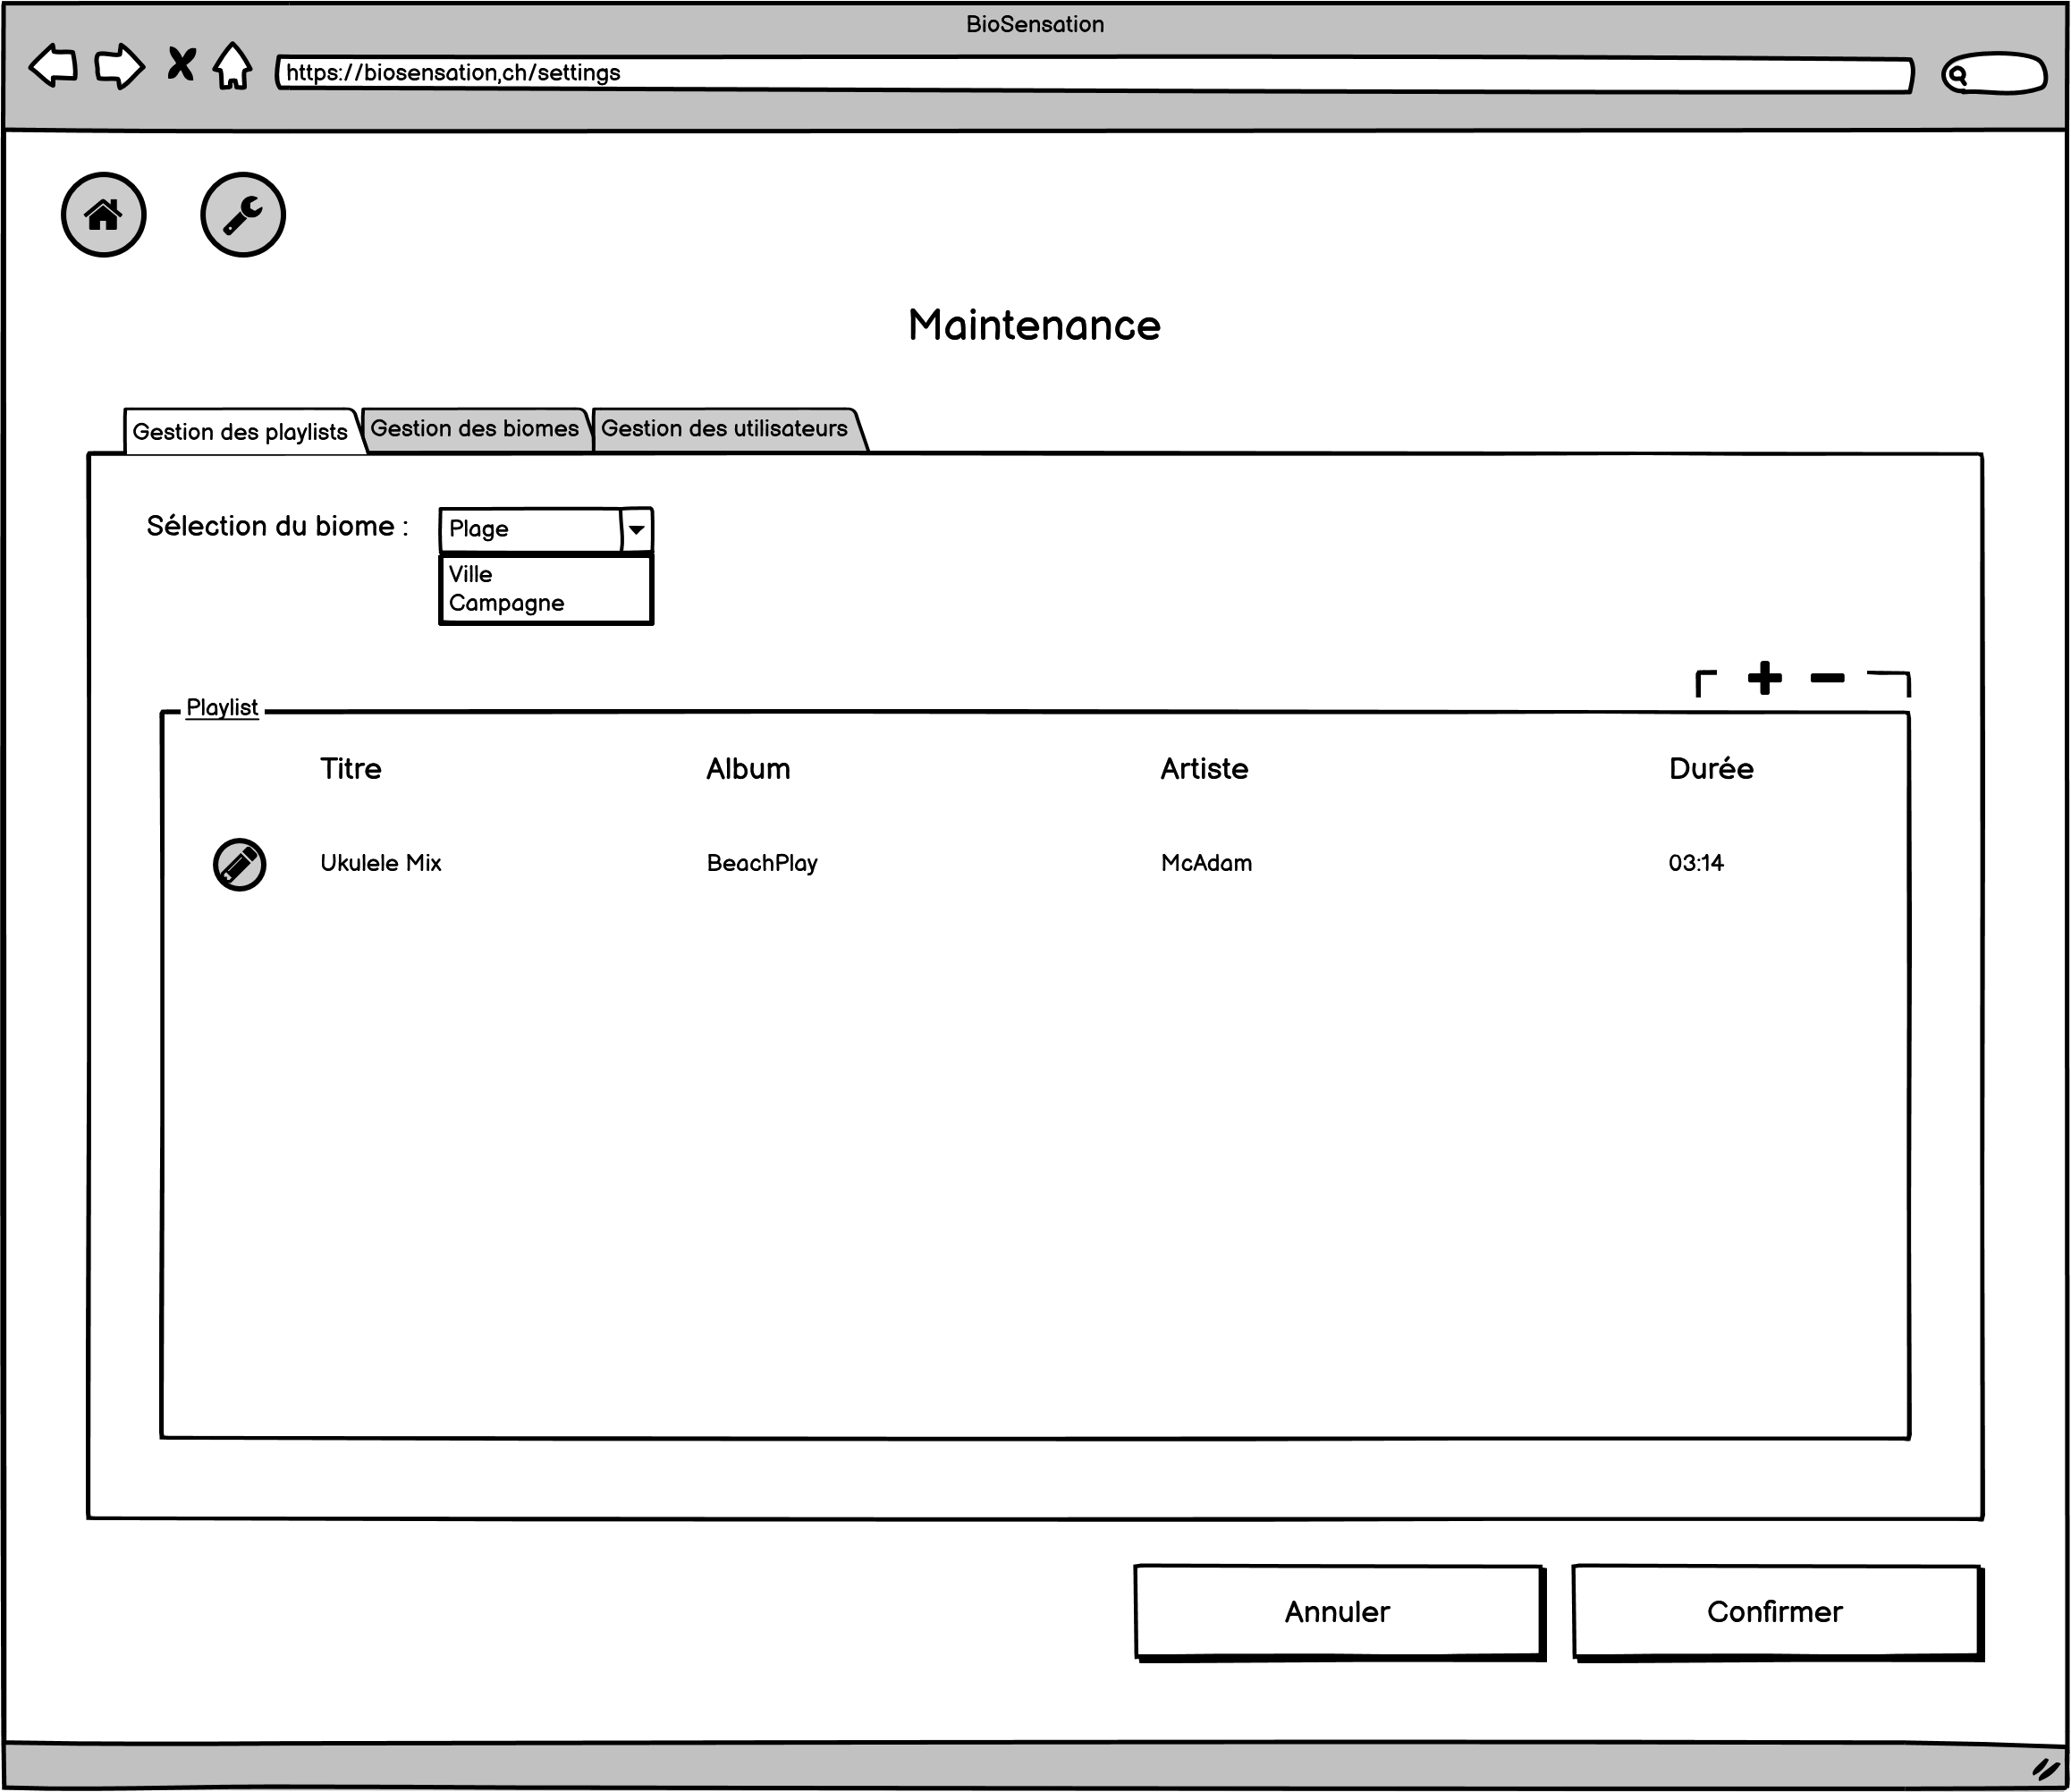 BioSensation
https://biosensation,ch/settings
Maintenance
Gestion des playlists Gestion des biomes Gestion des utilisateurs
Sélection du biome : Plage
Ville
Campagne
Playlist
Titre Album Artiste Durée
Ukulele Mix BeachPlay McAdam 03:14
Annuler Confirmer